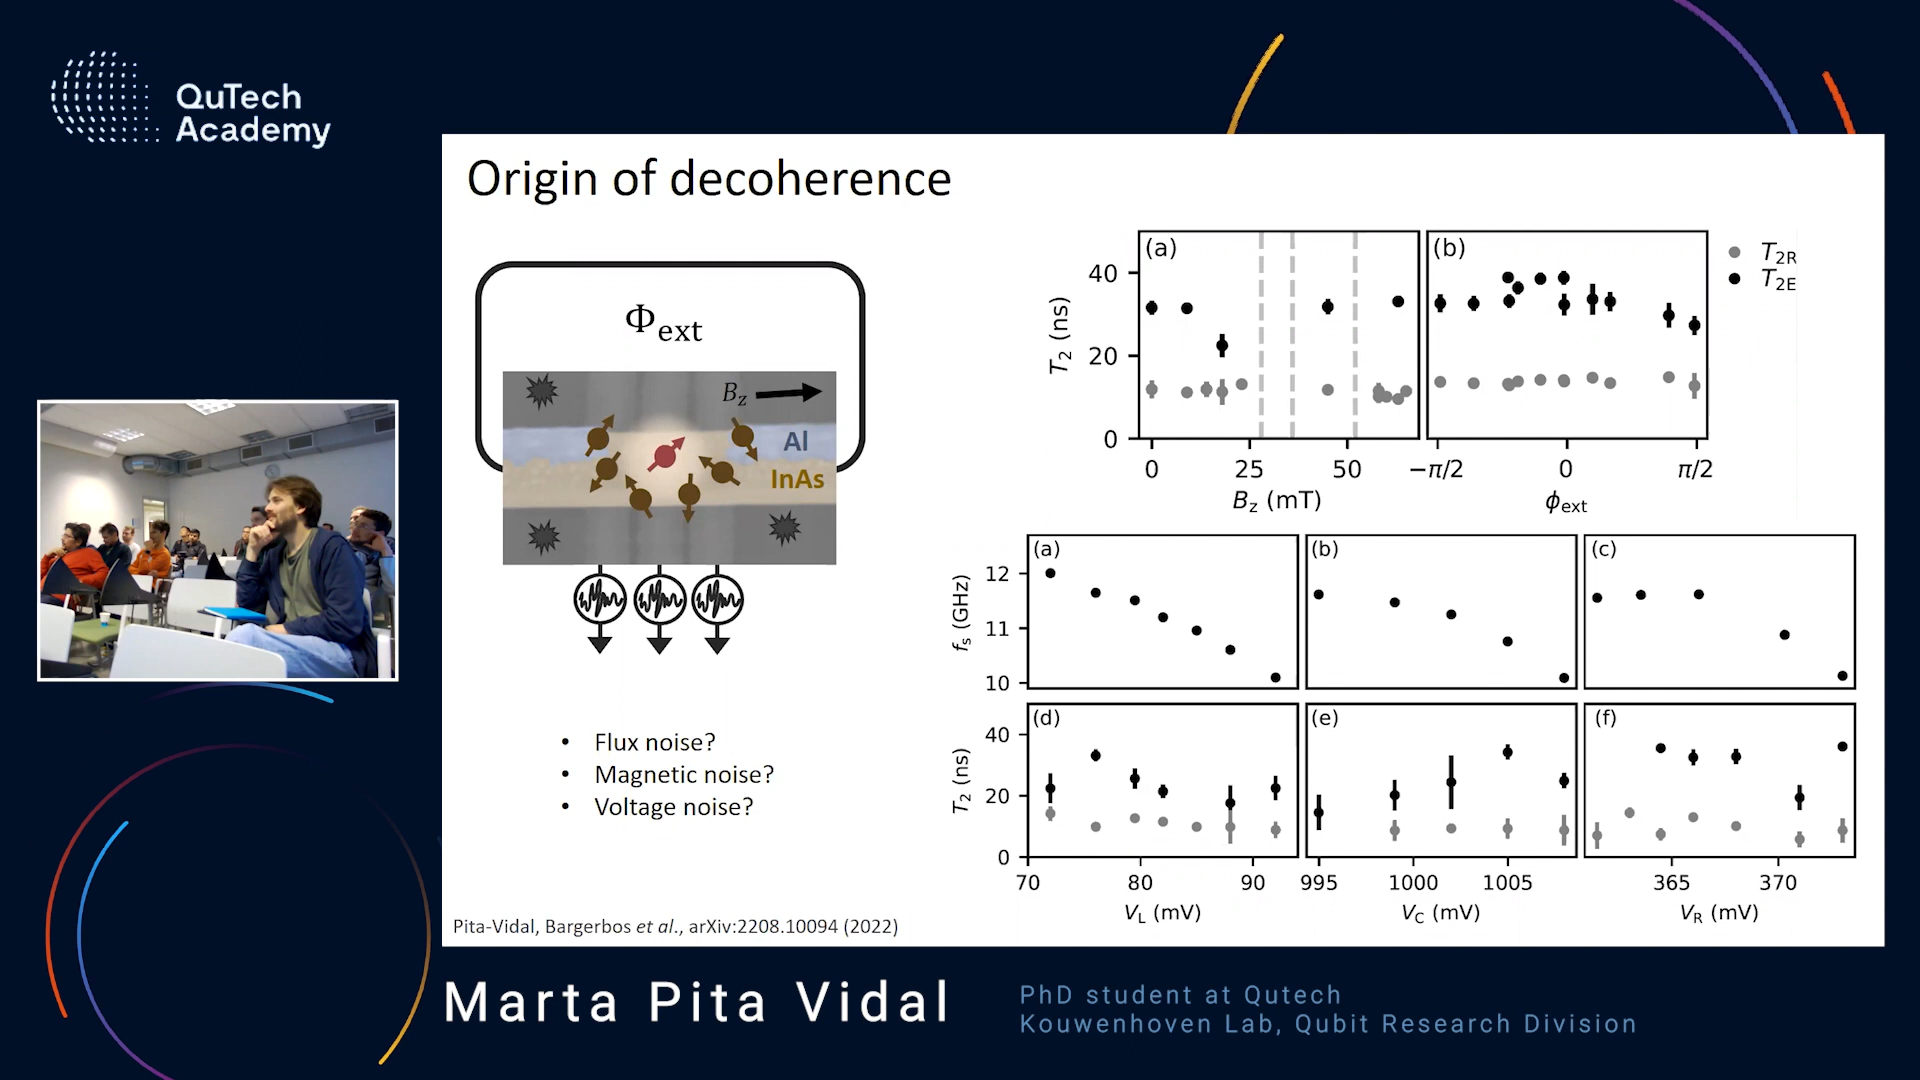 QuTech
Academy
Origin of decoherence
Φext
Bz
Al
InAs
• Flux noise?
• Magnetic noise?
• Voltage noise?
(a)
(b)
T2R
T2E
T2 (ns)
40
20
0
0
25
50
−π/2
0
π/2
Bz (mT)
ϕext
(a)
(b)
(c)
fs (GHz)
12
11
10
(d)
(e)
(f)
T2 (ns)
40
20
0
70
80
90
995
1000
1005
365
370
VL (mV)
VC (mV)
VR (mV)
Pita-Vidal, Bargerbos et al., arXiv:2208.10094 (2022)
Marta Pita Vidal
PhD student at Qutech
Kouwenhoven Lab, Qubit Research Division